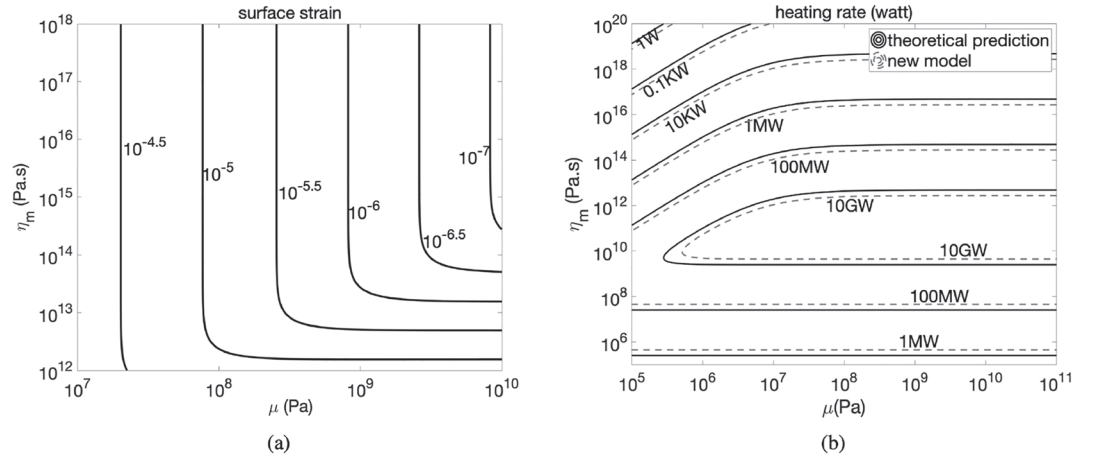 surface strain
10^18
10^17
10^16
10^15
10^14
10^13
10^12
η_m (Pa.s)
10^-4.5
10^-5
10^-5.5
10^-6
10^-6.5
10^-7
10^7 10^8 10^9 10^10
μ (Pa)
(a)
heating rate (watt)
theoretical prediction
new model
10^20
10^18
10^16
10^14
10^12
10^10
10^8
10^6
η_m (Pa.s)
1W
0.1KW
10KW
1MW
100MW
10GW
10GW
100MW
1MW
10^5 10^6 10^7 10^8 10^9 10^10 10^11
μ(Pa)
(b)